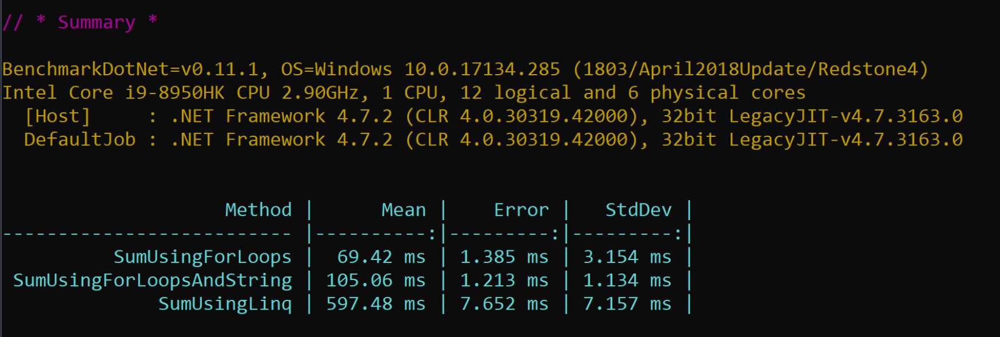 // * Summary *
BenchmarkDotNet=v0.11.1, OS=Windows 10.0.17134.285 (1803/April2018Update/Redstone4)
Intel Core i9-8950HK CPU 2.90GHz, 1 CPU, 12 logical and 6 physical cores
  [Host]     : .NET Framework 4.7.2 (CLR 4.0.30319.42000), 32bit LegacyJIT-v4.7.3163.0
  DefaultJob : .NET Framework 4.7.2 (CLR 4.0.30319.42000), 32bit LegacyJIT-v4.7.3163.0
                    Method |      Mean |    Error |   StdDev |
-------------------------- |----------:|---------:|---------:|
          SumUsingForLoops |  69.42 ms | 1.385 ms | 3.154 ms |
 SumUsingForLoopsAndString | 105.06 ms | 1.213 ms | 1.134 ms |
              SumUsingLinq | 597.48 ms | 7.652 ms | 7.157 ms |